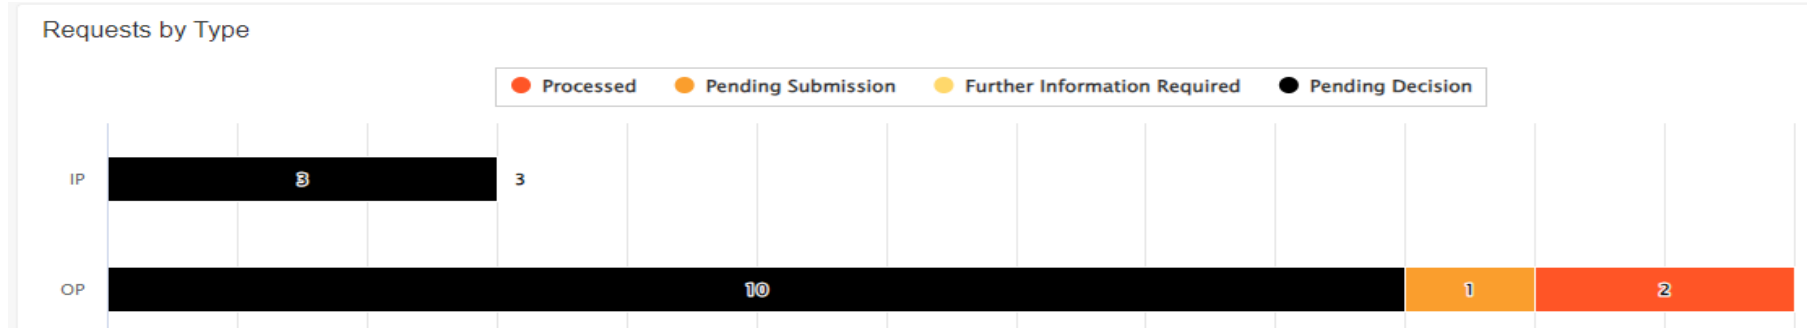 Requests by Type
Processed Pending Submission Further Information Required Pending Decision
IP 3 3
OP 10 1 2